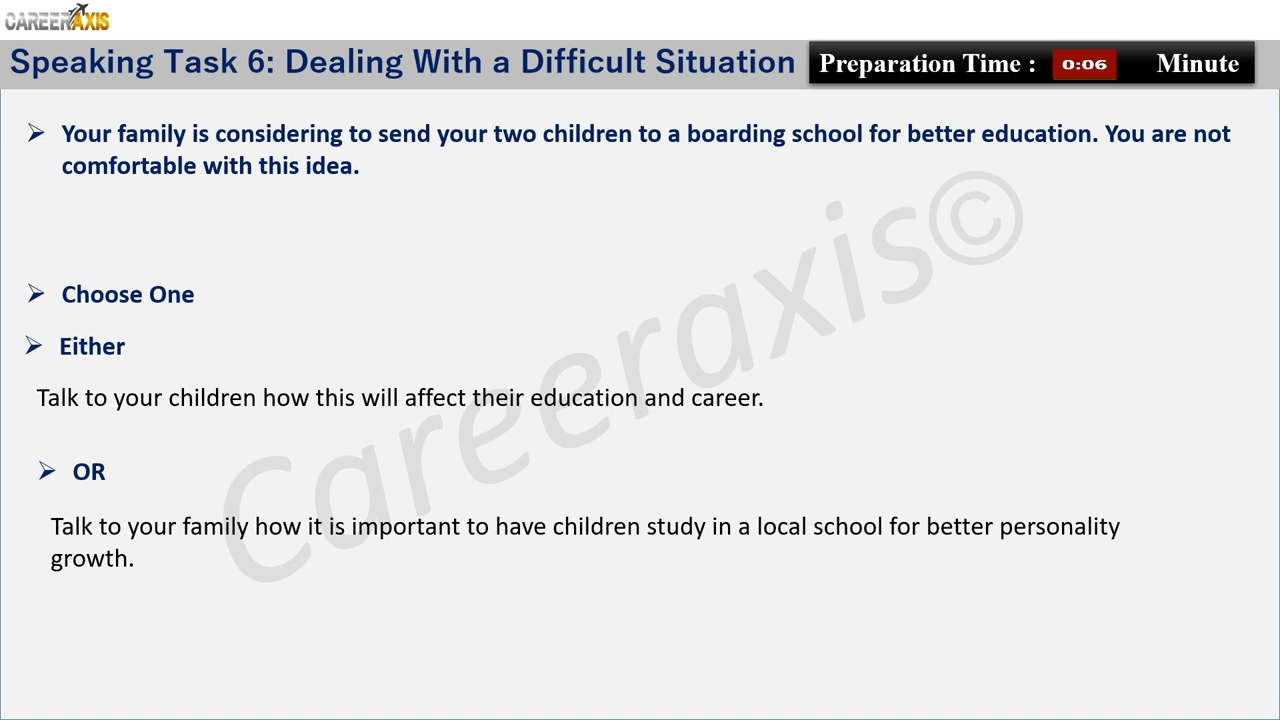 CAREERAXIS
Speaking Task 6: Dealing With a Difficult Situation
Preparation Time : 0:06 Minute
Your family is considering to send your two children to a boarding school for better education. You are not
comfortable with this idea.
Choose One
Either
Talk to your children how this will affect their education and career.
OR
Talk to your family how it is important to have children study in a local school for better personality
growth.
Careeraxis©